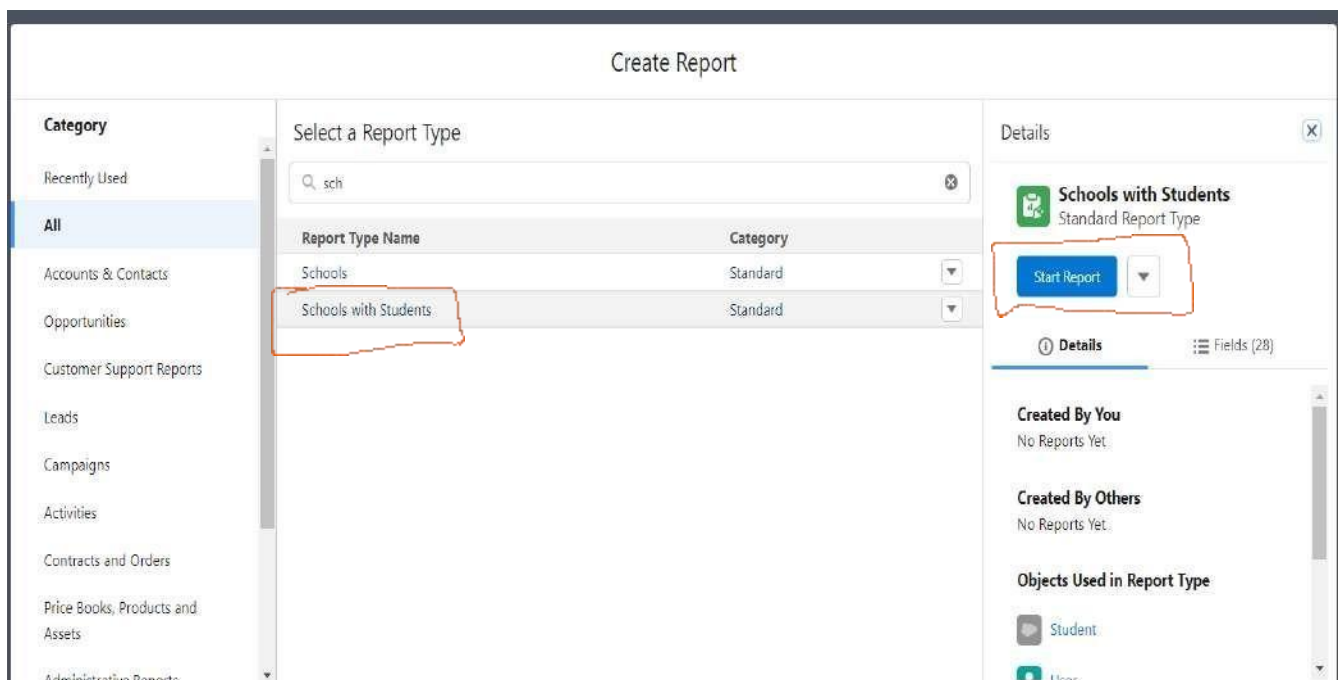 Create Report
Category
Recently Used
All
Accounts & Contacts
Opportunities
Customer Support Reports
Leads
Campaigns
Activities
Contracts and Orders
Price Books, Products and
Assets
Administrative Reports
Select a Report Type
sch
Report Type Name Category
Schools Standard
Schools with Students Standard
Details
Schools with Students
Standard Report Type
Start Report
Details Fields (28)
Created By You
No Reports Yet
Created By Others
No Reports Yet
Objects Used in Report Type
Student
User